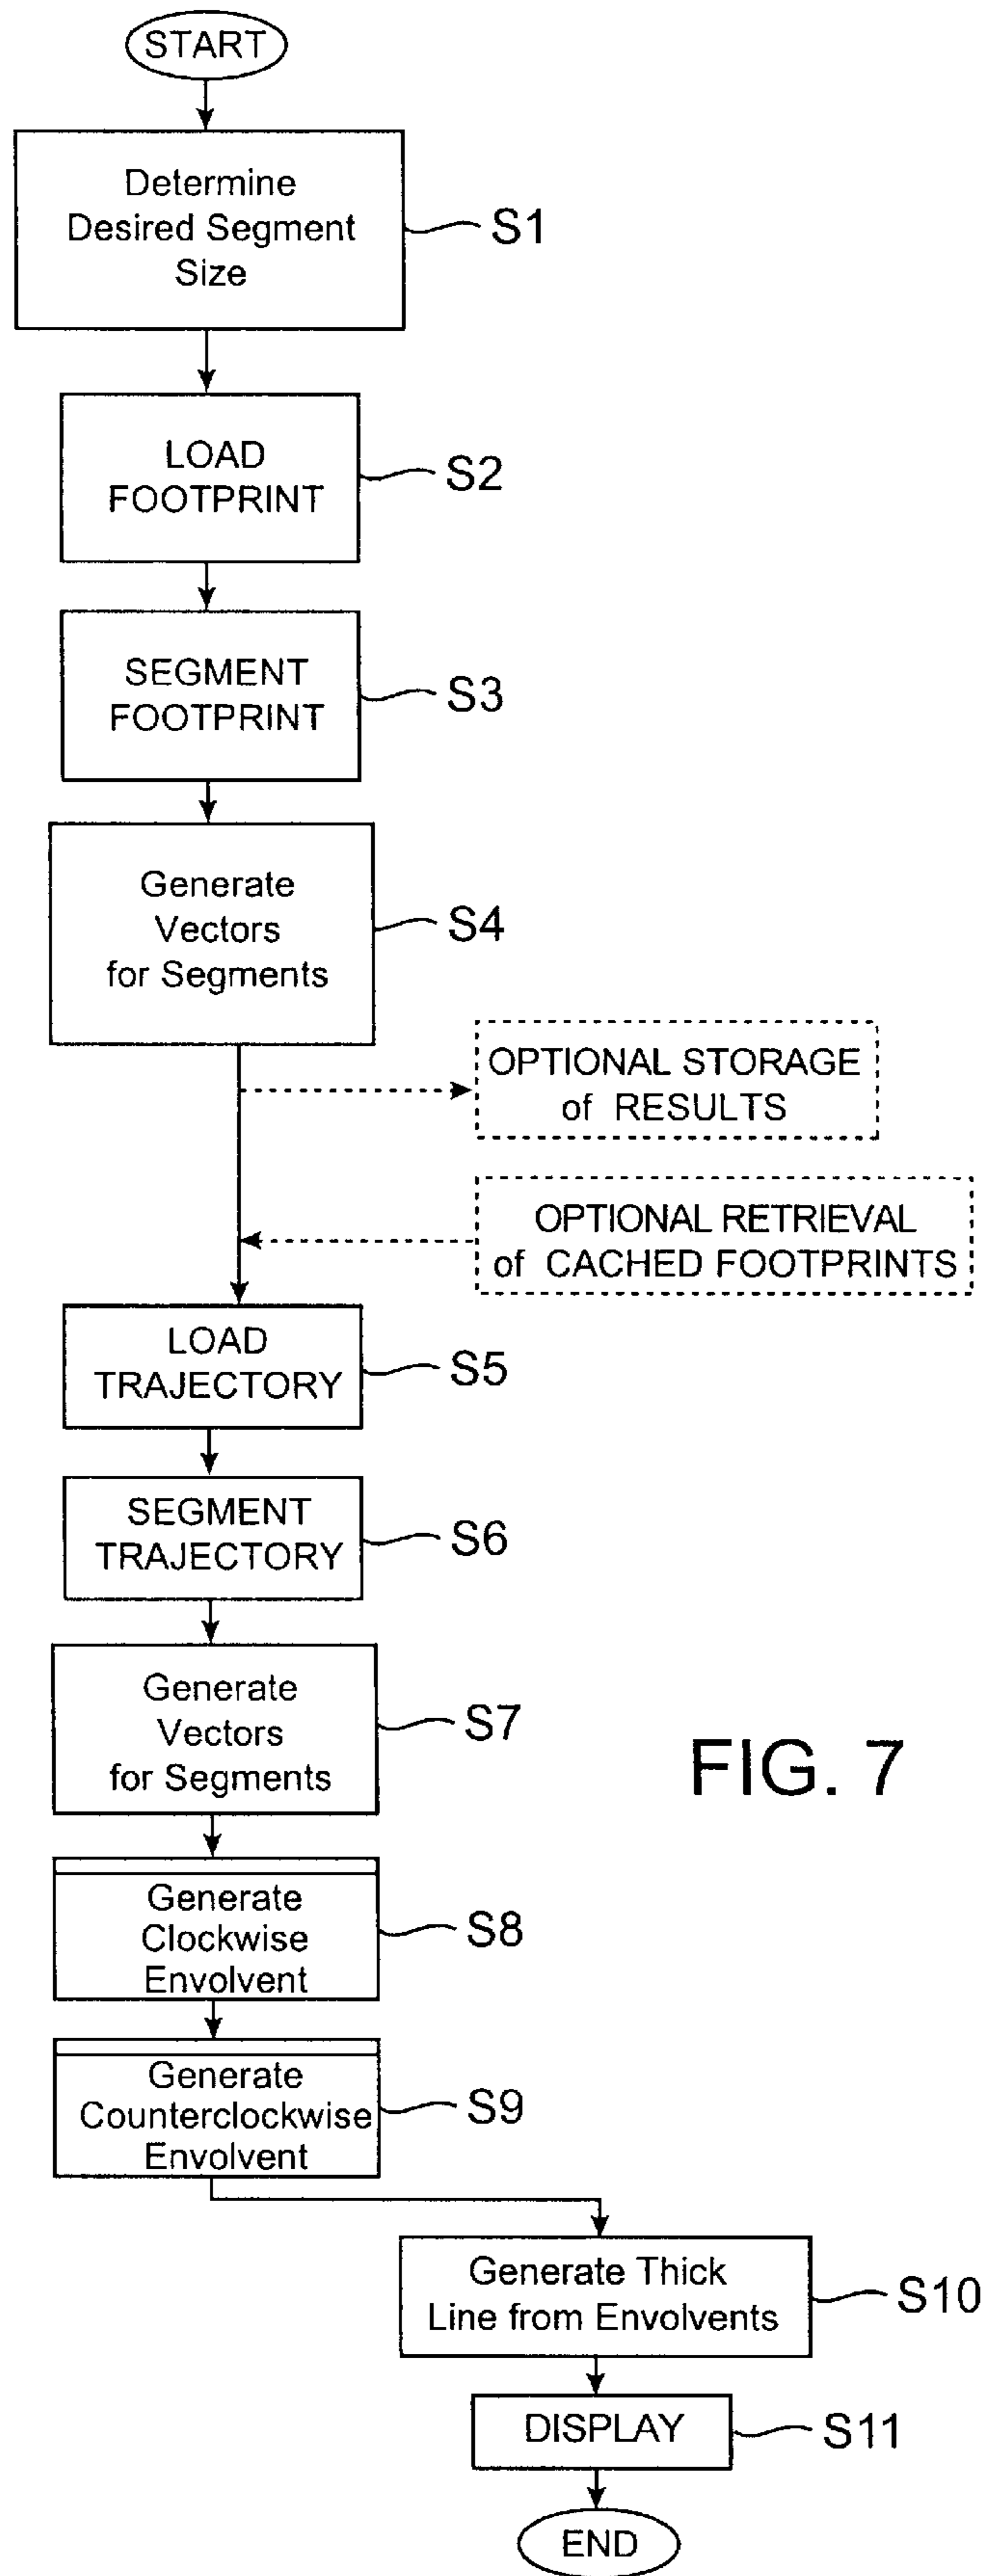 START
Determine
Desired Segment
Size
S1
LOAD
FOOTPRINT
S2
SEGMENT
FOOTPRINT
S3
Generate
Vectors
for Segments
S4
OPTIONAL STORAGE
of RESULTS
OPTIONAL RETRIEVAL
of CACHED FOOTPRINTS
LOAD
TRAJECTORY
S5
SEGMENT
TRAJECTORY
S6
Generate
Vectors
for Segments
S7
FIG. 7
Generate
Clockwise
Envolvent
S8
Generate
Counterclockwise
Envolvent
S9
Generate Thick
Line from Envolvents
S10
DISPLAY
S11
END